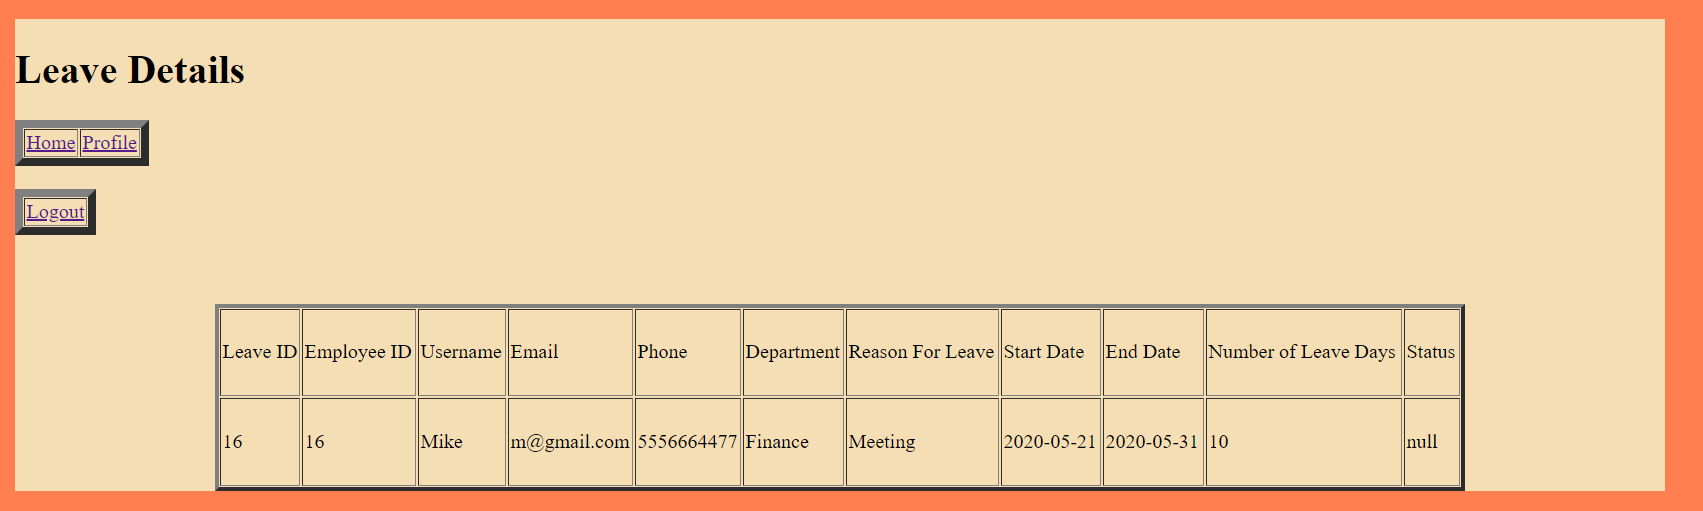 Leave Details
Home Profile
Logout
Leave ID Employee ID Username Email Phone Department Reason For Leave Start Date End Date Number of Leave Days Status
16 16 Mike m@gmail.com 5556664477 Finance Meeting 2020-05-21 2020-05-31 10 null